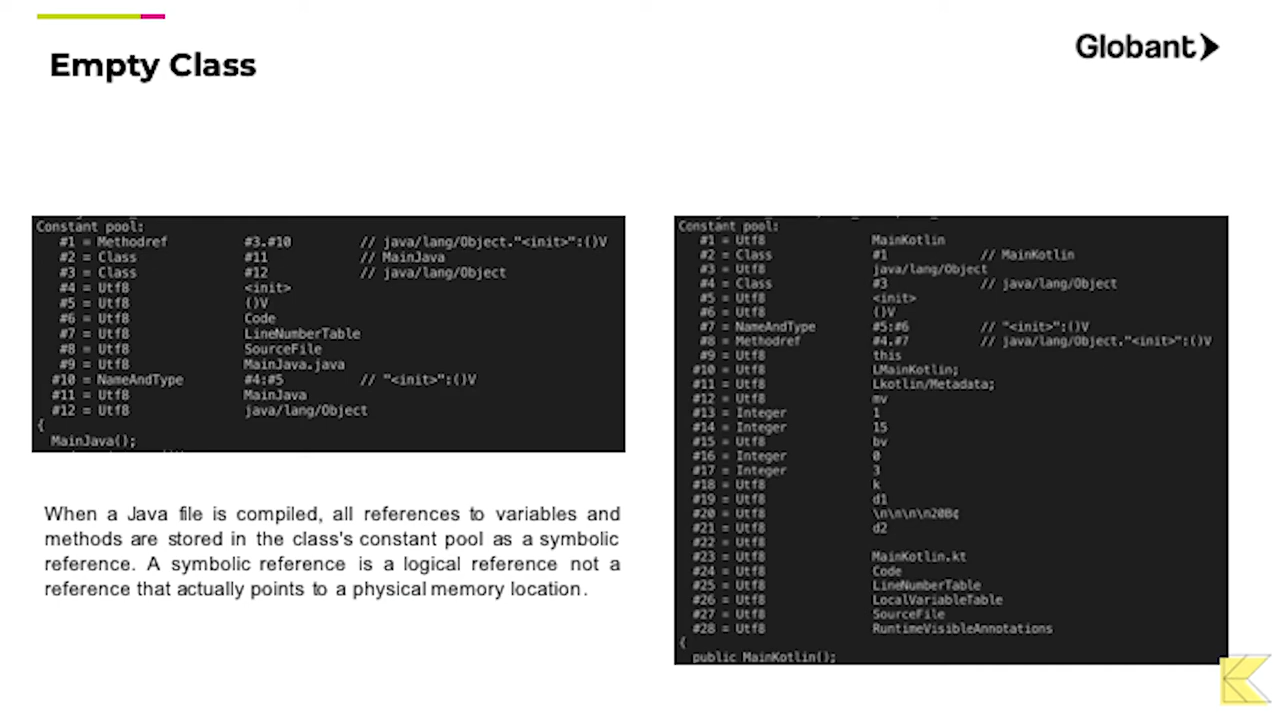 Globant
Empty Class
Constant pool:
#1 = Methodref #3.#10 // java/lang/Object."<init>":()V
#2 = Class #11 // MainJava
#3 = Class #12 // java/lang/Object
#4 = Utf8 <init>
#5 = Utf8 ()V
#6 = Utf8 Code
#7 = Utf8 LineNumberTable
#8 = Utf8 SourceFile
#9 = Utf8 MainJava.java
#10 = NameAndType #4:#5 // "<init>":()V
#11 = Utf8 MainJava
#12 = Utf8 java/lang/Object
{
MainJava();
When a Java file is compiled, all references to variables and
methods are stored in the class's constant pool as a symbolic
reference. A symbolic reference is a logical reference not a
reference that actually points to a physical memory location.
Constant pool:
#1 = Utf8 MainKotlin
#2 = Class #1 // MainKotlin
#3 = Utf8 java/lang/Object
#4 = Class #3 // java/lang/Object
#5 = Utf8 <init>
#6 = Utf8 ()V
#7 = NameAndType #5:#6 // "<init>":()V
#8 = Methodref #4.#7 // java/lang/Object."<init>":()V
#9 = Utf8 this
#10 = Utf8 LMainKotlin;
#11 = Utf8 Lkotlin/Metadata;
#12 = Utf8 mv
#13 = Integer 1
#14 = Integer 15
#15 = Utf8 bv
#16 = Integer 0
#17 = Integer 3
#18 = Utf8 k
#19 = Utf8 d1
#20 = Utf8 \n\n\n\n20B¢
#21 = Utf8 d2
#22 = Utf8
#23 = Utf8 MainKotlin.kt
#24 = Utf8 Code
#25 = Utf8 LineNumberTable
#26 = Utf8 LocalVariableTable
#27 = Utf8 SourceFile
#28 = Utf8 RuntimeVisibleAnnotations
{
public MainKotlin();